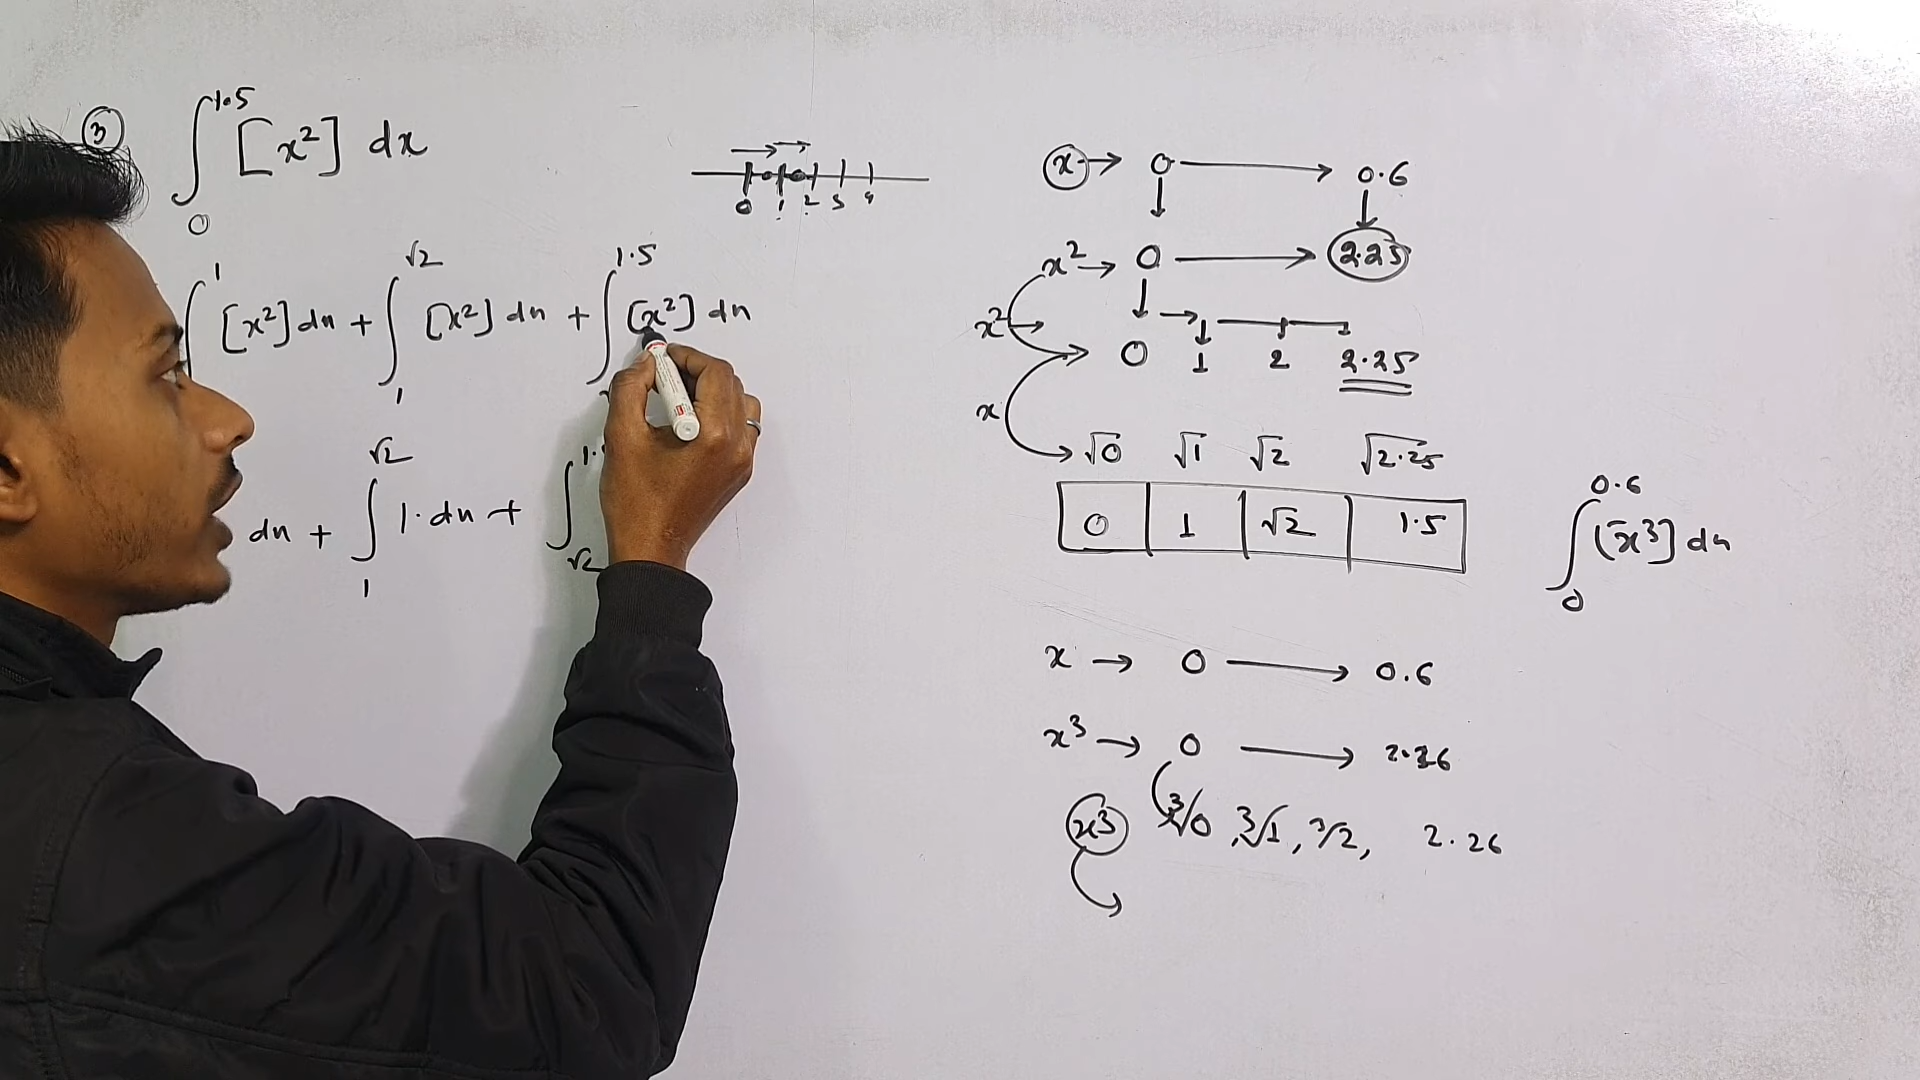 ③ ∫₀^1.5 [x²] dx
∫^1 [x²] dx + ∫₁^√2 [x²] dx + ∫^1.5 [x²] dx
dx + ∫₁^√2 1·dx + ∫_√2
0 1 2 3 4
x → 0 → 0.6
x² → 0 → 2.25
x² → 0 1 2 2.25
x → √0 √1 √2 √2.25
0 1 √2 1.5
∫₀^0.6 [x³] dx
x → 0 → 0.6
x³ → 0 → 2.36
x³ ∛0, ∛1, ∛2, 2.26